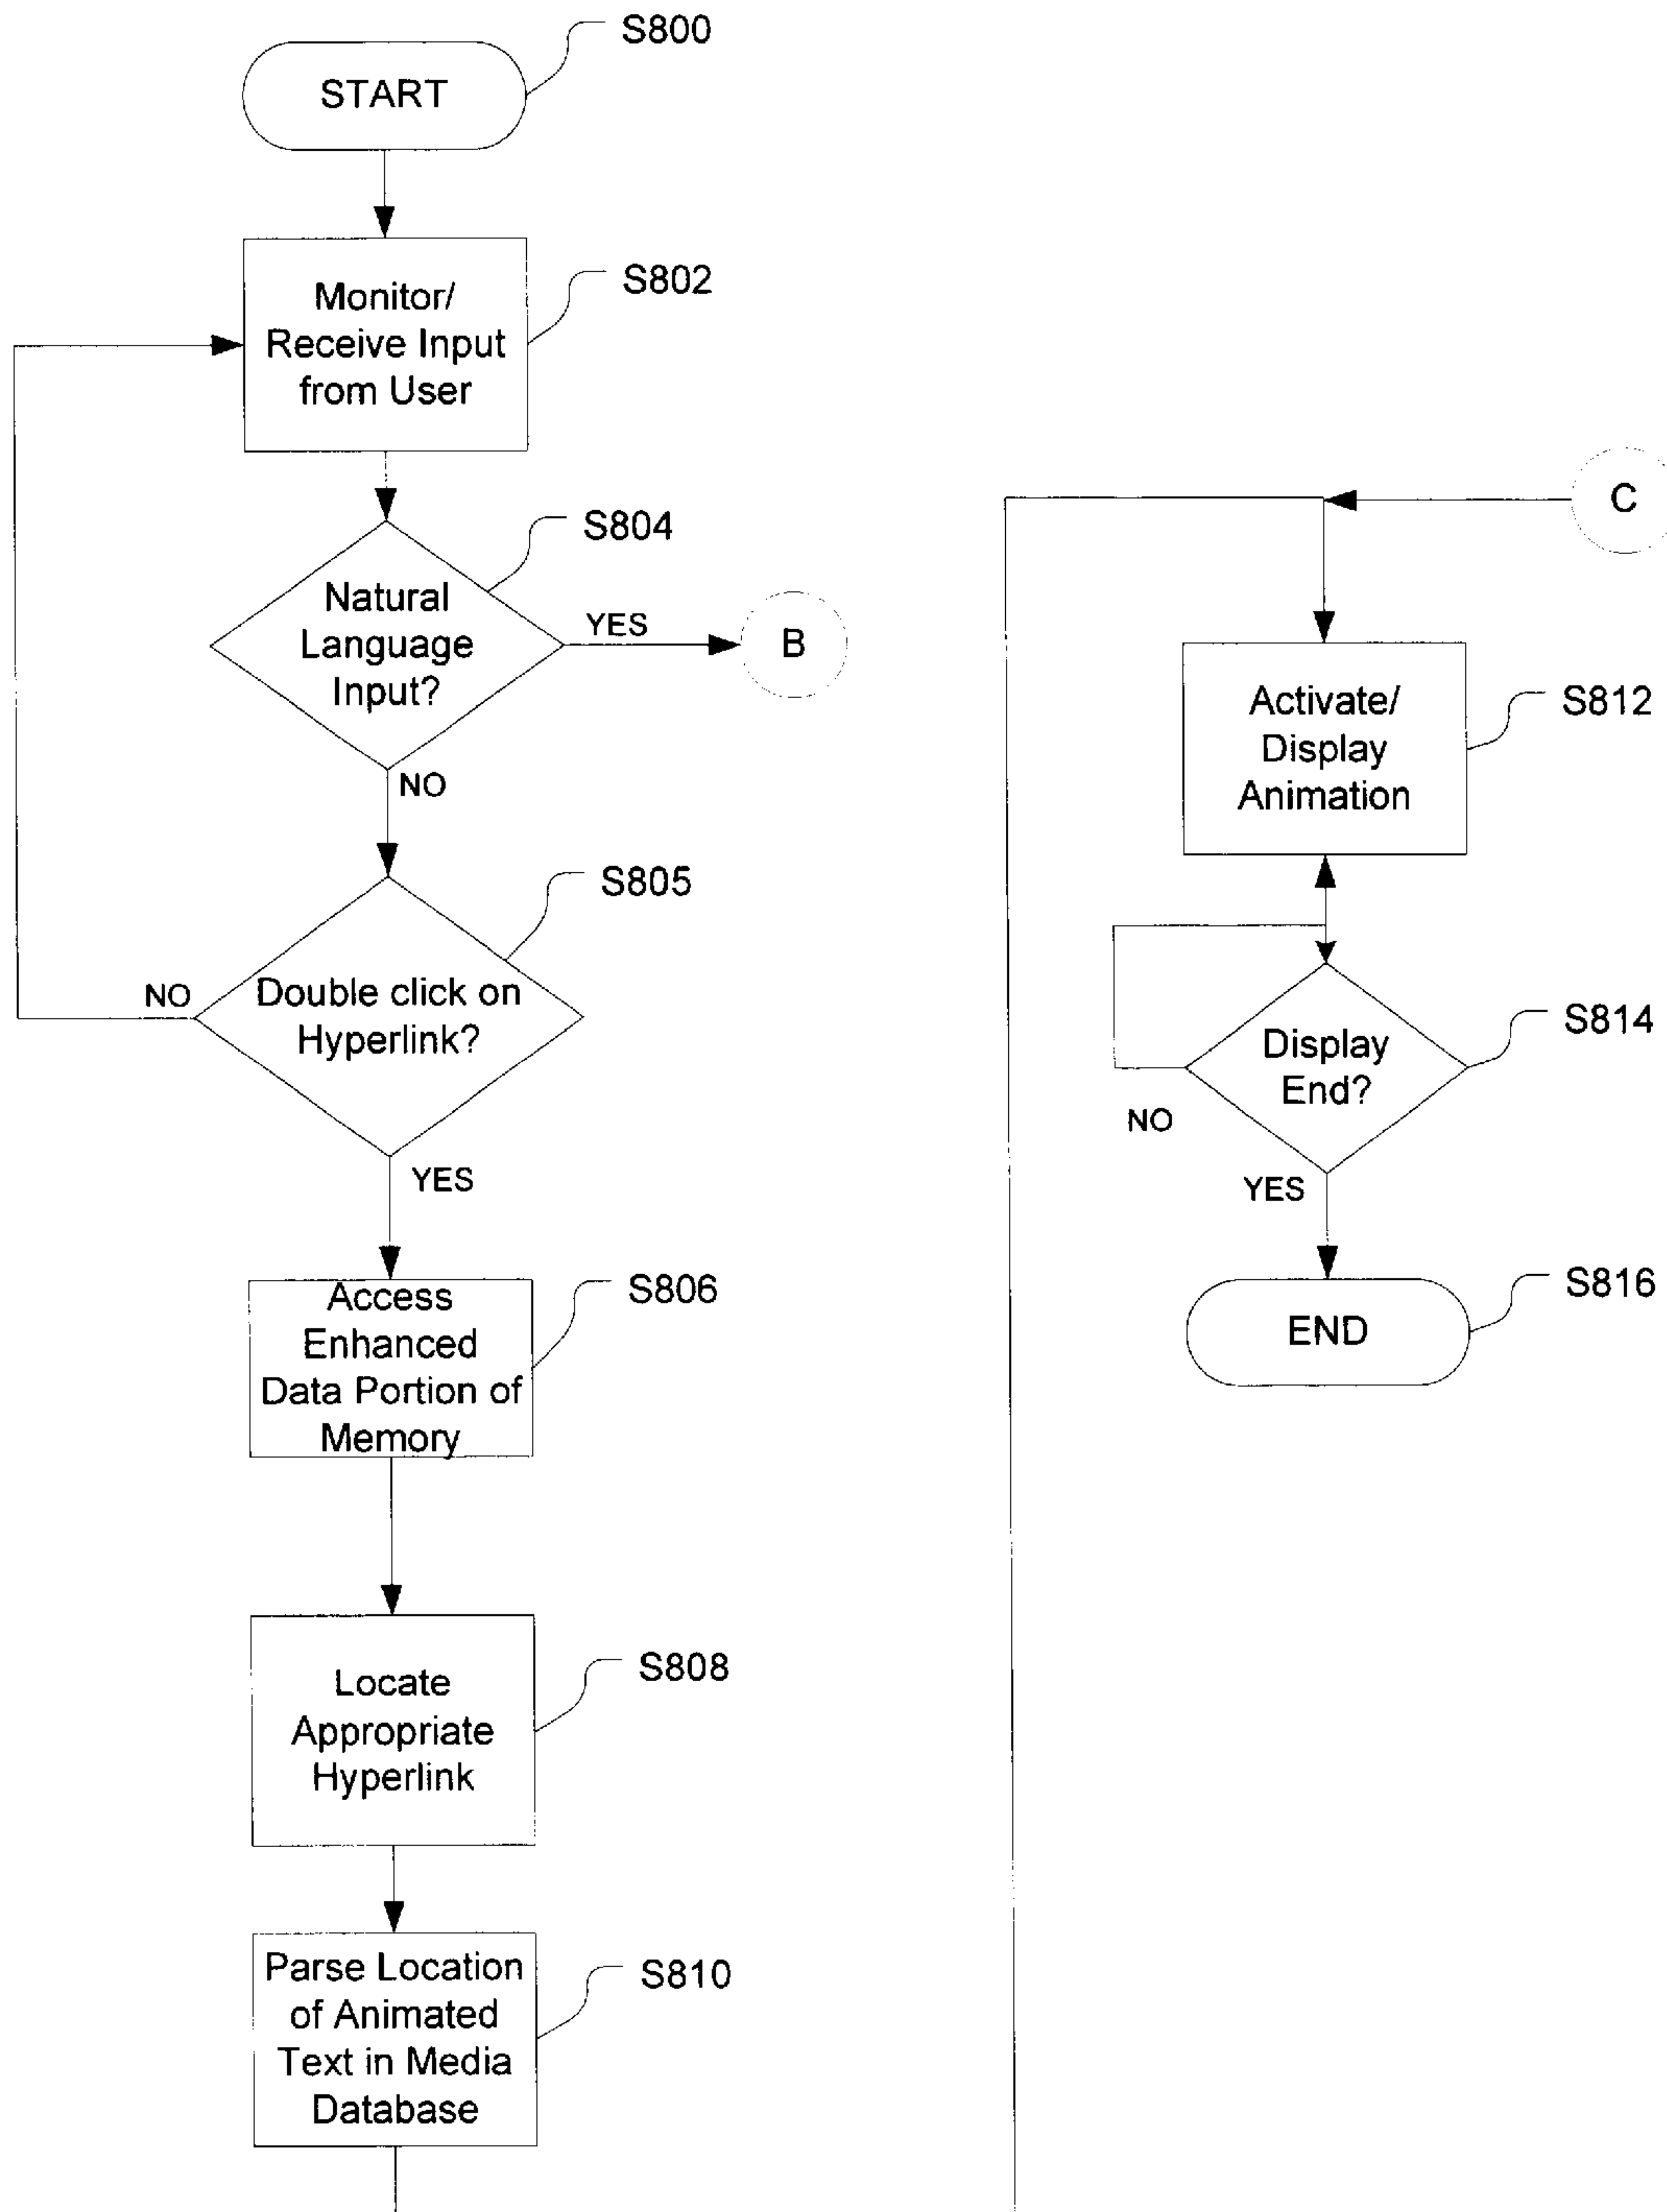 START
S800
Monitor/
Receive Input
from User
S802
Natural
Language
Input?
S804
YES
B
NO
Double click on
Hyperlink?
S805
NO
YES
Access
Enhanced
Data Portion of
Memory
S806
Locate
Appropriate
Hyperlink
S808
Parse Location
of Animated
Text in Media
Database
S810
C
Activate/
Display
Animation
S812
Display
End?
S814
NO
YES
END
S816